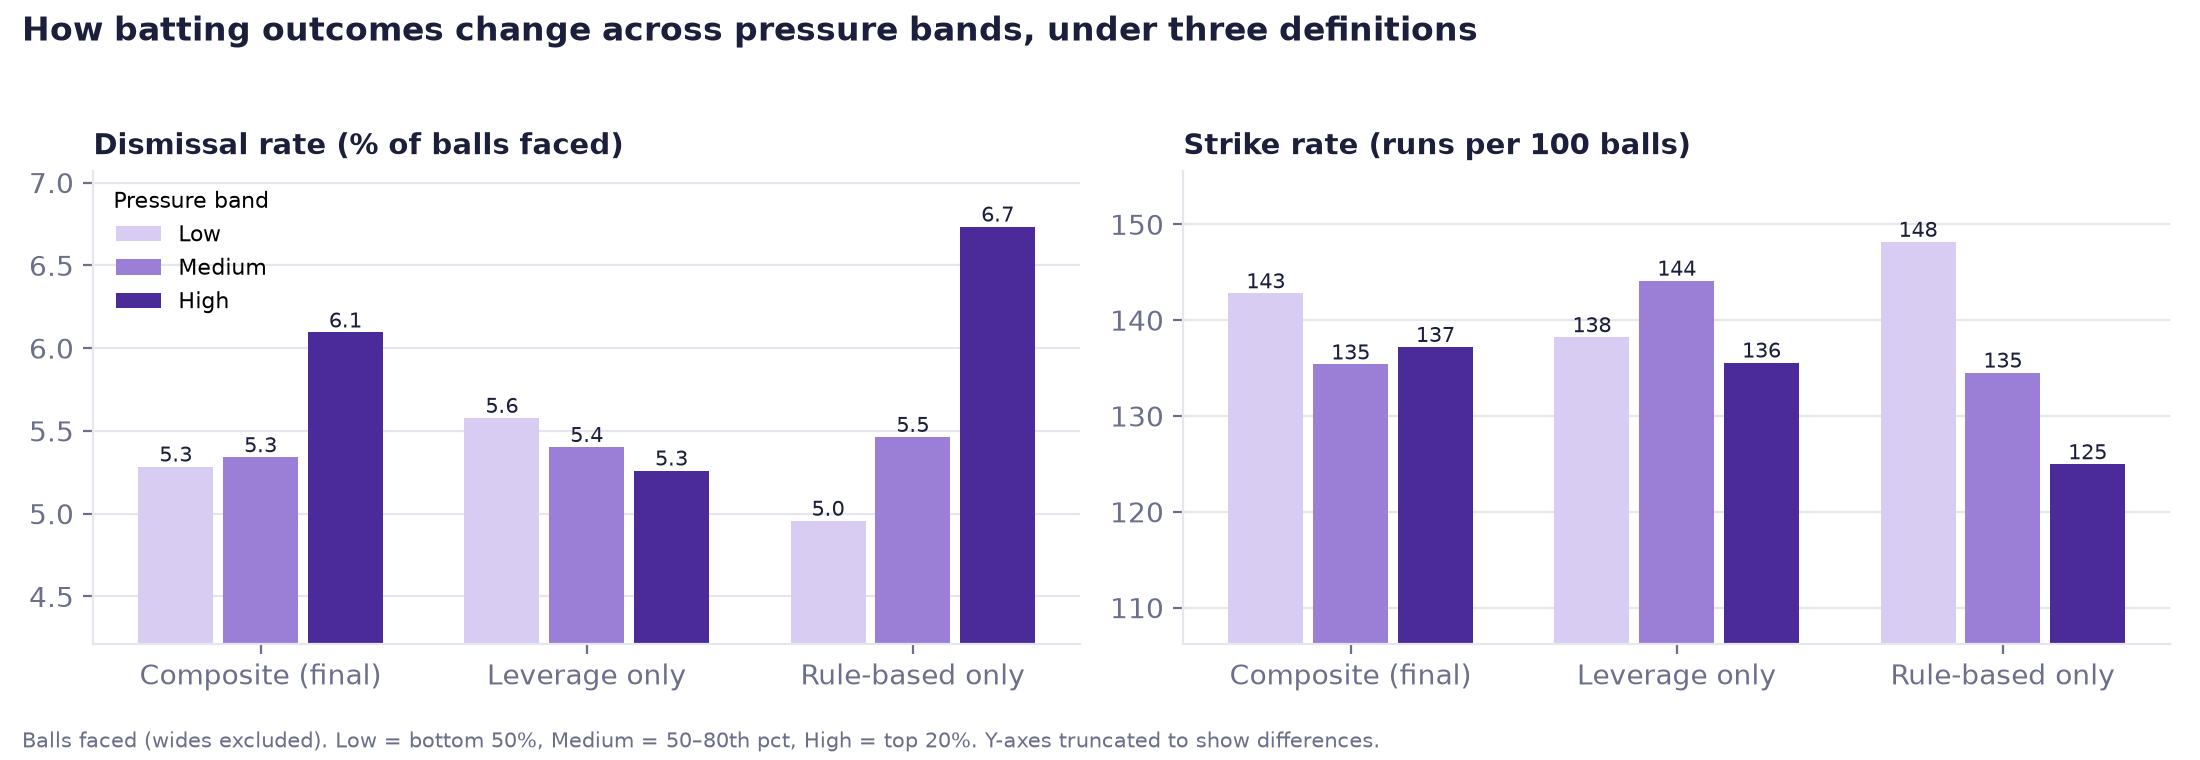 How batting outcomes change across pressure bands, under three definitions
Dismissal rate (% of balls faced)
7.0
6.5
6.0
5.5
5.0
4.5
Pressure band
Low
Medium
High
5.3
5.3
6.1
5.6
5.4
5.3
5.0
5.5
6.7
Composite (final)
Leverage only
Rule-based only
Strike rate (runs per 100 balls)
150
140
130
120
110
143
135
137
138
144
136
148
135
125
Composite (final)
Leverage only
Rule-based only
Balls faced (wides excluded). Low = bottom 50%, Medium = 50–80th pct, High = top 20%. Y-axes truncated to show differences.